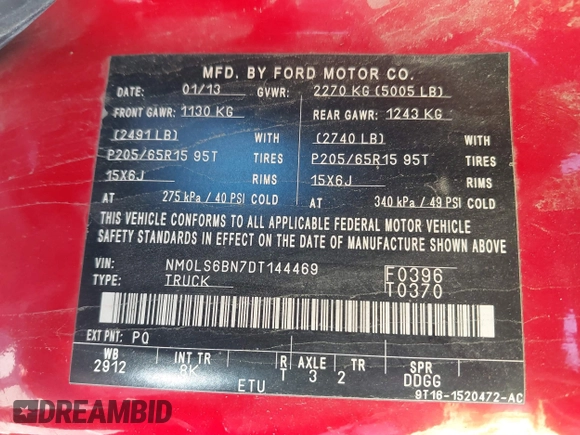 MFD. BY FORD MOTOR CO.
DATE: 01/13 GVWR: 2270 KG (5005 LB)
FRONT GAWR: 1130 KG REAR GAWR: 1243 KG
(2491 LB) WITH (2740 LB) WITH
P205/65R15 95T TIRES P205/65R15 95T TIRES
15X6J RIMS 15X6J RIMS
AT 275 kPa / 40 PSI COLD AT 340 kPa / 49 PSI COLD
THIS VEHICLE CONFORMS TO ALL APPLICABLE FEDERAL MOTOR VEHICLE
SAFETY STANDARDS IN EFFECT ON THE DATE OF MANUFACTURE SHOWN ABOVE.
VIN: NM0LS6BN7DT144469 F0396
TYPE: TRUCK T0370
EXT PNT: PQ
WB INT TR R AXLE TR SPR
2912 8K T 3 2 DDGG
ETU 9T16-1520472-AC
DREAMBID